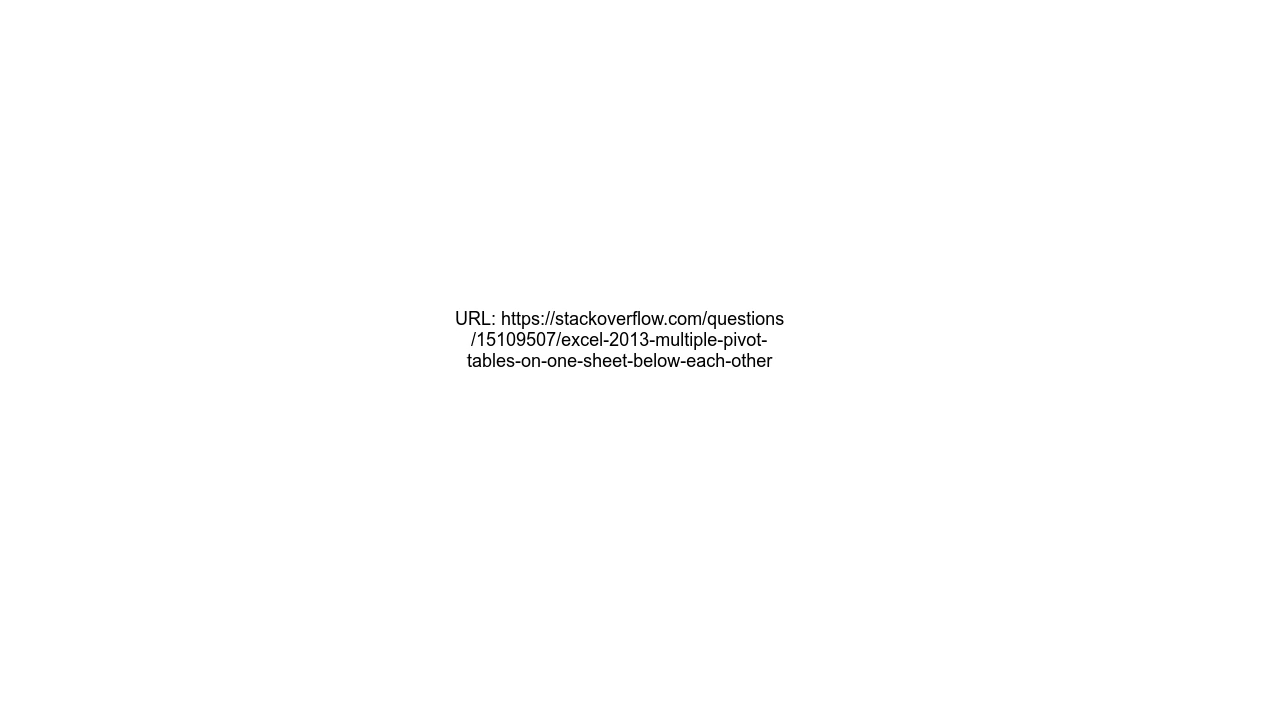 URL: https://stackoverflow.com/questions
/15109507/excel-2013-multiple-pivot-
tables-on-one-sheet-below-each-other